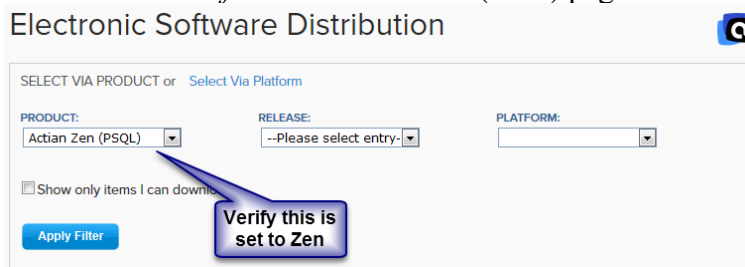 Electronic Software Distribution
SELECT VIA PRODUCT or Select Via Platform
PRODUCT: RELEASE: PLATFORM:
Actian Zen (PSQL) --Please select entry-
Show only items I can downlo
Verify this is
set to Zen
Apply Filter